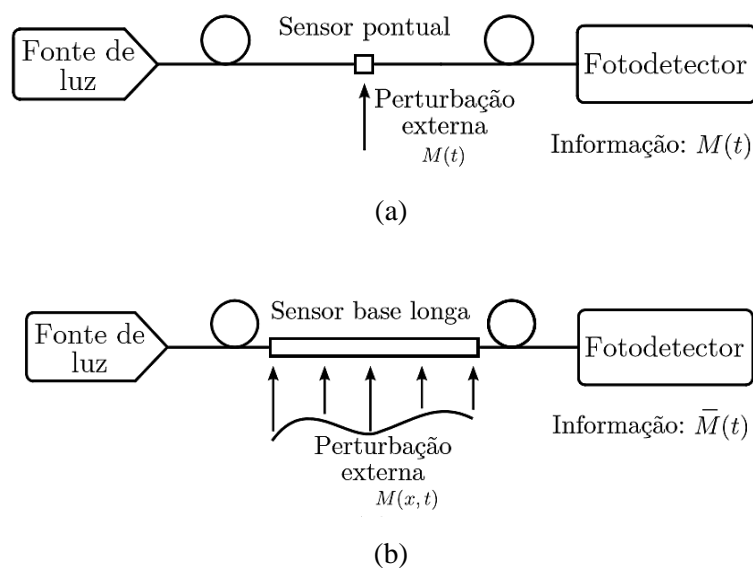 Fonte de
luz
Sensor pontual
Fotodetector
Perturbação
externa
M(t)
Informação: M(t)
(a)
Fonte de
luz
Sensor base longa
Fotodetector
Perturbação
externa
M(x,t)
Informação: M̄(t)
(b)